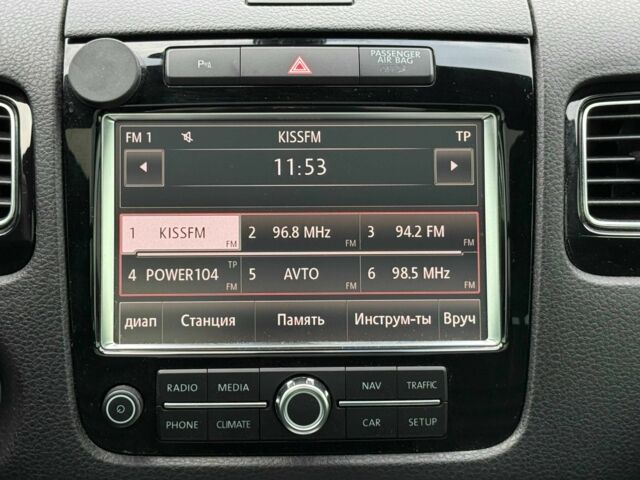 P
PASSENGER
AIR BAG
FM 1 KISSFM TP
11:53
1 KISSFM FM 2 96.8 MHz FM 3 94.2 FM FM
4 POWER104 TP FM 5 AVTO FM 6 98.5 MHz FM
диап Станция Память Инструм-ты Вруч
RADIO MEDIA NAV TRAFFIC
PHONE CLIMATE CAR SETUP